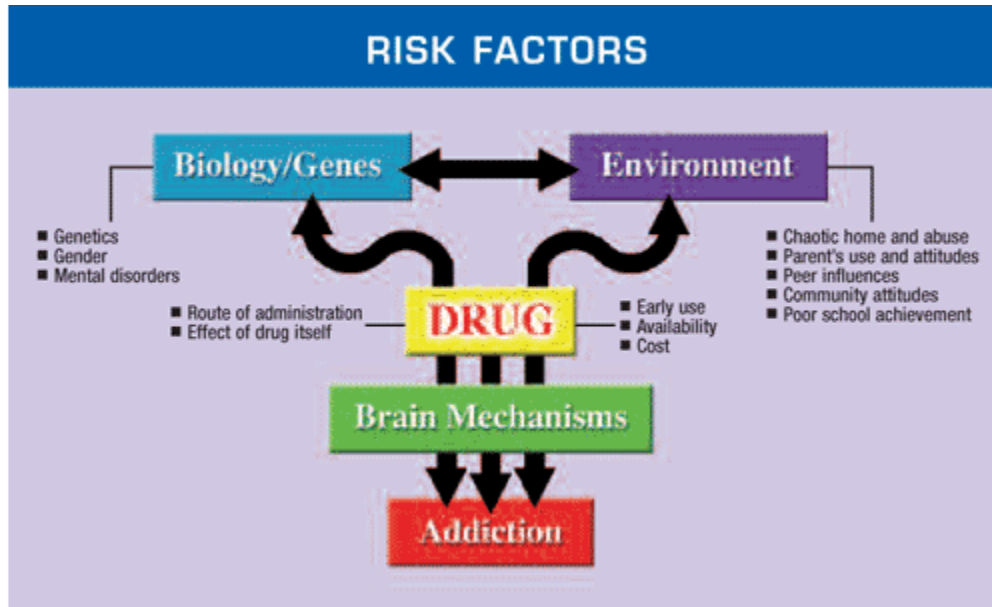 RISK FACTORS
Biology/Genes
Environment
■ Genetics
■ Gender
■ Mental disorders
■ Chaotic home and abuse
■ Parent's use and attitudes
■ Peer influences
■ Community attitudes
■ Poor school achievement
■ Route of administration
■ Effect of drug itself
DRUG
■ Early use
■ Availability
■ Cost
Brain Mechanisms
Addiction